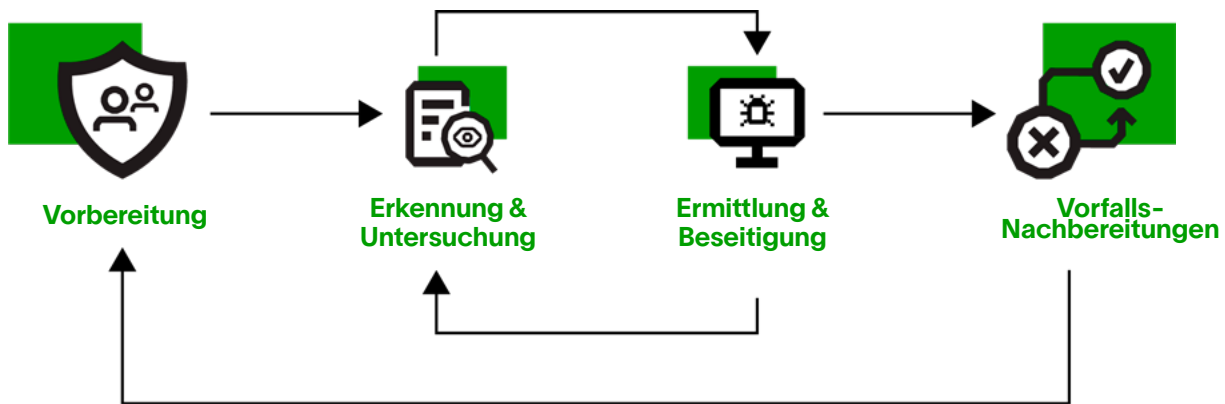 Vorbereitung
Erkennung &
Untersuchung
Ermittlung &
Beseitigung
Vorfalls-
Nachbereitungen